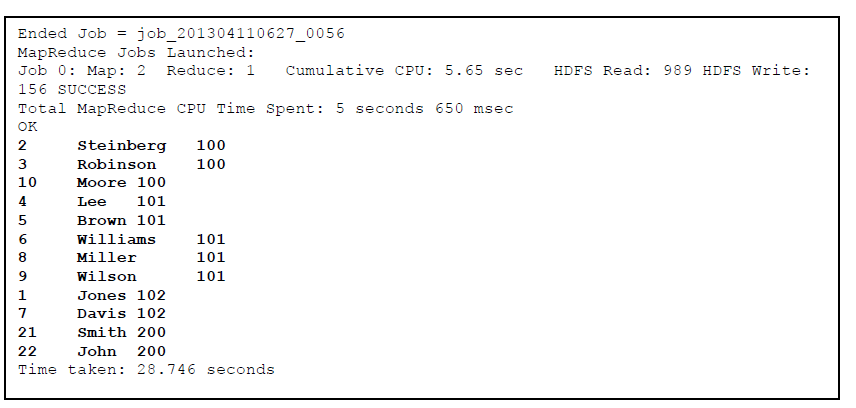 Ended Job = job_201304110627_0056
MapReduce Jobs Launched:
Job 0: Map: 2  Reduce: 1   Cumulative CPU: 5.65 sec   HDFS Read: 989 HDFS Write:
156 SUCCESS
Total MapReduce CPU Time Spent: 5 seconds 650 msec
OK
2     Steinberg   100
3     Robinson    100
10    Moore 100
4     Lee   101
5     Brown 101
6     Williams    101
8     Miller      101
9     Wilson      101
1     Jones 102
7     Davis 102
21    Smith 200
22    John  200
Time taken: 28.746 seconds